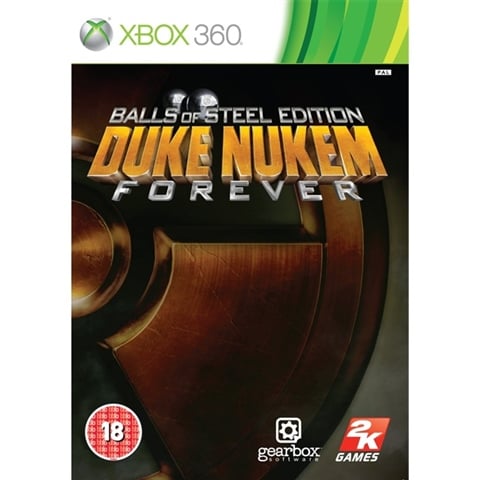 XBOX 360
PAL
BALLS OF STEEL EDITION
DUKE NUKEM
FOREVER
18
gearbox
software
2K
GAMES